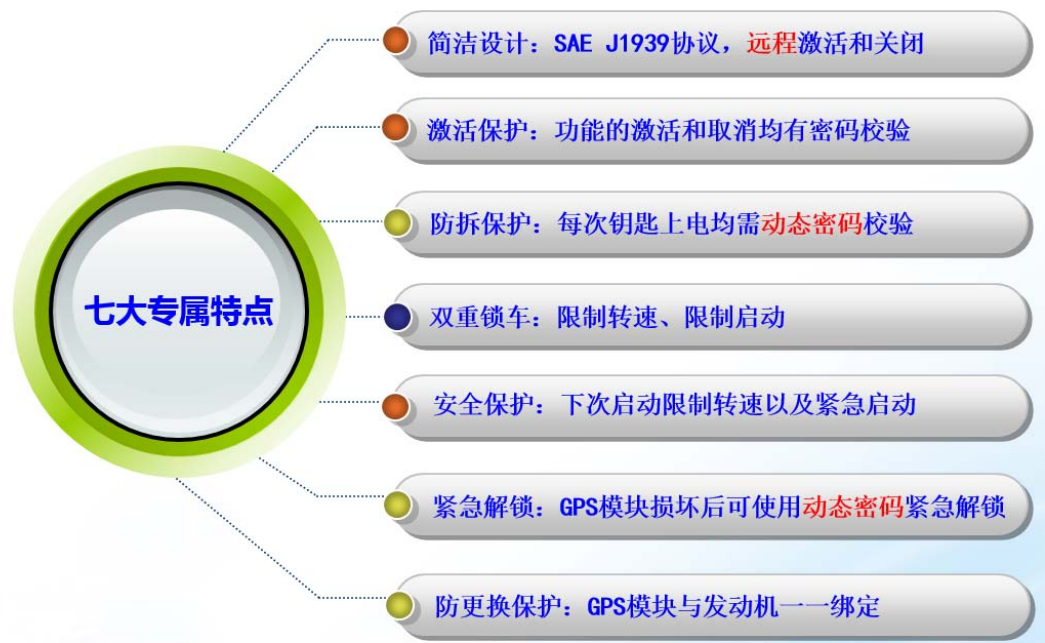 简洁设计：SAE J1939协议，远程激活和关闭
激活保护：功能的激活和取消均有密码校验
防拆保护：每次钥匙上电均需动态密码校验
七大专属特点
双重锁车：限制转速、限制启动
安全保护：下次启动限制转速以及紧急启动
紧急解锁：GPS模块损坏后可使用动态密码紧急解锁
防更换保护：GPS模块与发动机一一绑定